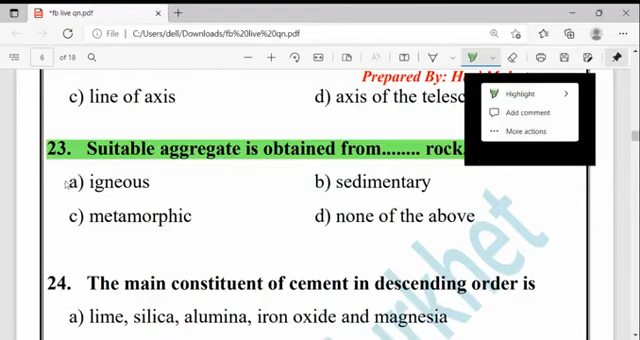 *fb live qn.pdf
File | C:/Users/dell/Downloads/fb%20live%20qn.pdf
6 of 18
Prepared By:
Highlight
Add comment
More actions
c) line of axis d) axis of the telesc
23. Suitable aggregate is obtained from........ rock.
a) igneous b) sedimentary
c) metamorphic d) none of the above
24. The main constituent of cement in descending order is
a) lime, silica, alumina, iron oxide and magnesia
urkhet